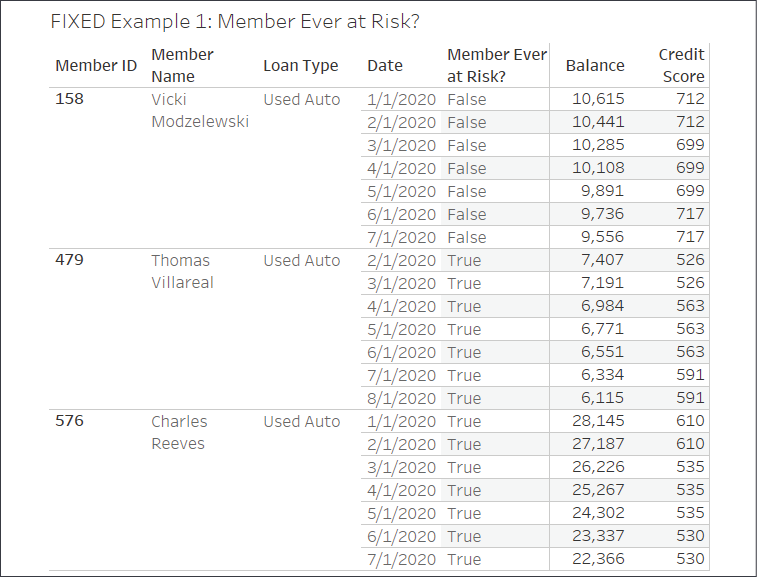 FIXED Example 1: Member Ever at Risk?
Member ID Member Name Loan Type Date Member Ever at Risk? Balance Credit Score
158 Vicki Modzelewski Used Auto 1/1/2020 False 10,615 712
2/1/2020 False 10,441 712
3/1/2020 False 10,285 699
4/1/2020 False 10,108 699
5/1/2020 False 9,891 699
6/1/2020 False 9,736 717
7/1/2020 False 9,556 717
479 Thomas Villareal Used Auto 2/1/2020 True 7,407 526
3/1/2020 True 7,191 526
4/1/2020 True 6,984 563
5/1/2020 True 6,771 563
6/1/2020 True 6,551 563
7/1/2020 True 6,334 591
8/1/2020 True 6,115 591
576 Charles Reeves Used Auto 1/1/2020 True 28,145 610
2/1/2020 True 27,187 610
3/1/2020 True 26,226 535
4/1/2020 True 25,267 535
5/1/2020 True 24,302 535
6/1/2020 True 23,337 530
7/1/2020 True 22,366 530